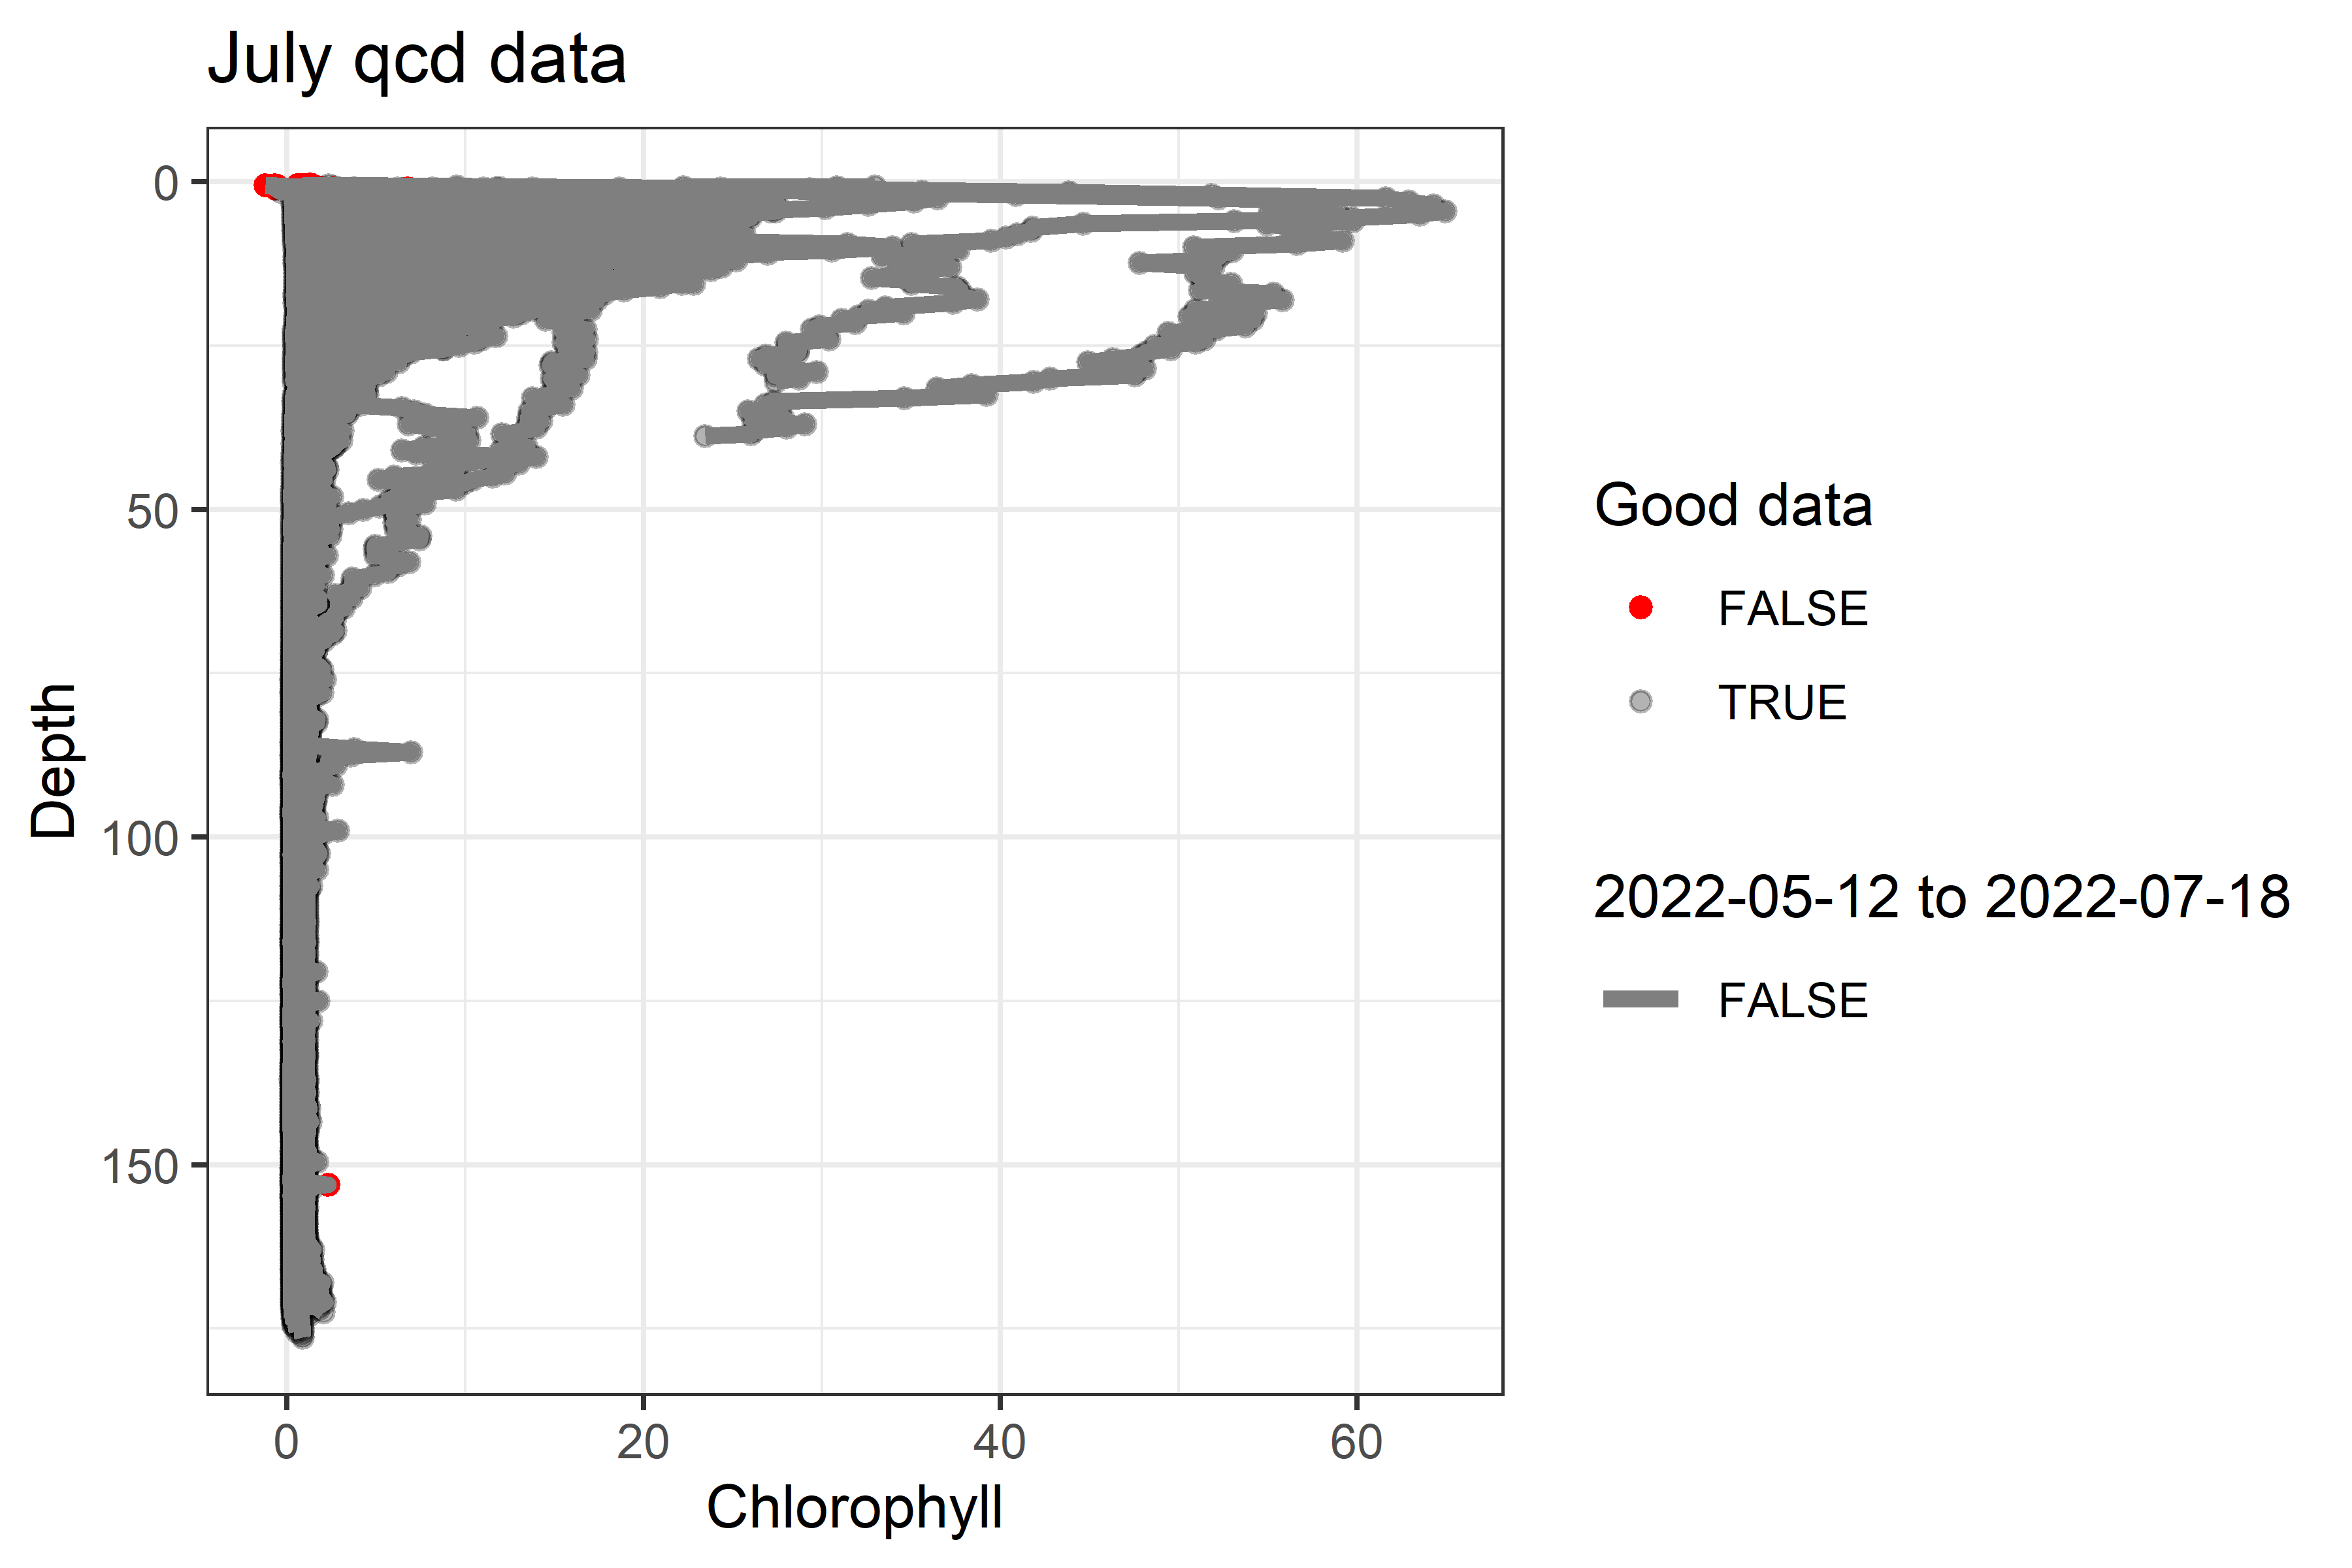 July qcd data
0
50
100
150
Depth
0
20
40
60
Chlorophyll
Good data
FALSE
TRUE
2022-05-12 to 2022-07-18
FALSE